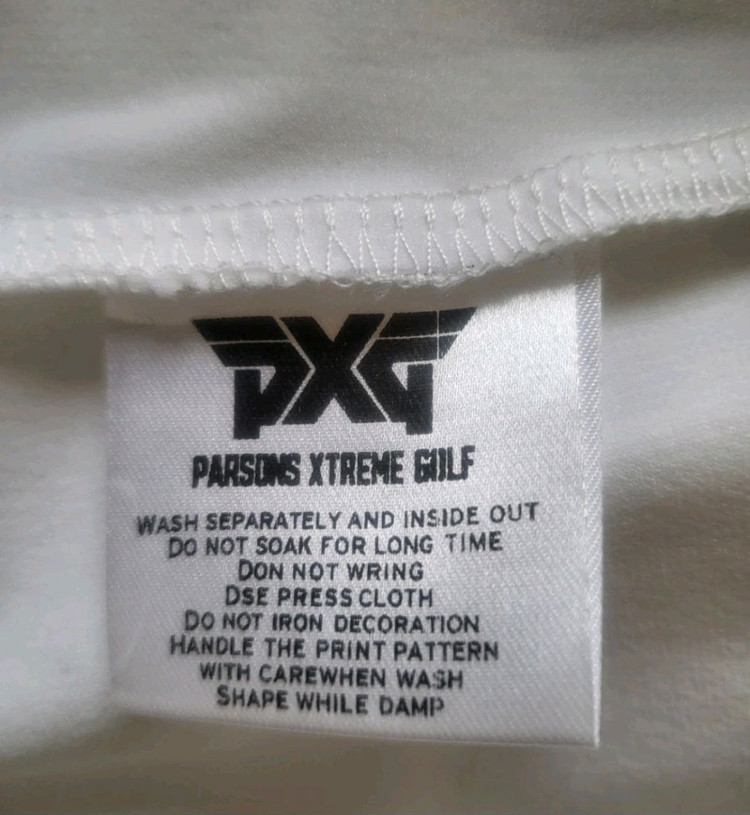 PXG
PARSONS XTREME GOLF
WASH SEPARATELY AND INSIDE OUT
DO NOT SOAK FOR LONG TIME
DON NOT WRING
DSE PRESS CLOTH
DO NOT IRON DECORATION
HANDLE THE PRINT PATTERN
WITH CAREWHEN WASH
SHAPE WHILE DAMP